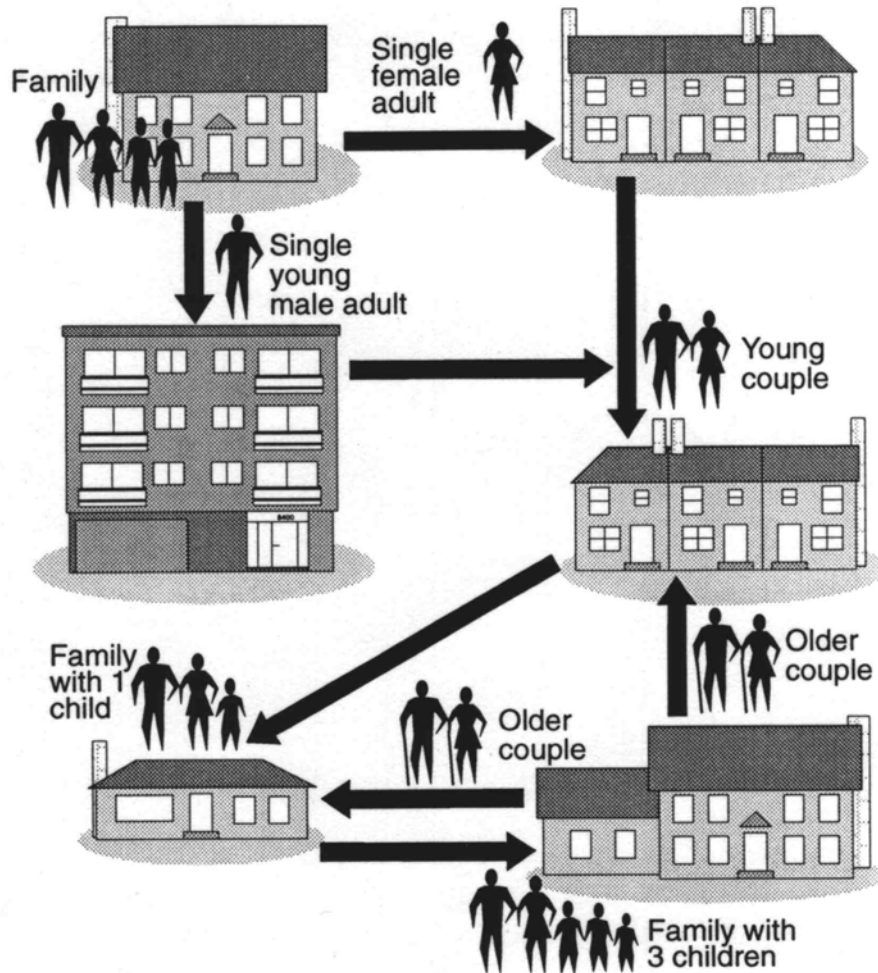 Family
Single
female
adult
Single
young
male adult
Young
couple
8400
Family
with 1
child
Older
couple
Older
couple
Family with
3 children